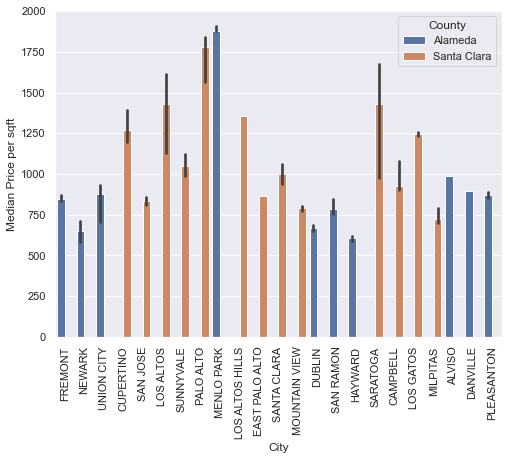 2000
1750
1500
1250
1000
750
500
250
0
Median Price per sqft
County
Alameda
Santa Clara
FREMONT
NEWARK
UNION CITY
CUPERTINO
SAN JOSE
LOS ALTOS
SUNNYVALE
PALO ALTO
MENLO PARK
LOS ALTOS HILLS
EAST PALO ALTO
SANTA CLARA
MOUNTAIN VIEW
DUBLIN
SAN RAMON
HAYWARD
SARATOGA
CAMPBELL
LOS GATOS
MILPITAS
ALVISO
DANVILLE
PLEASANTON
City